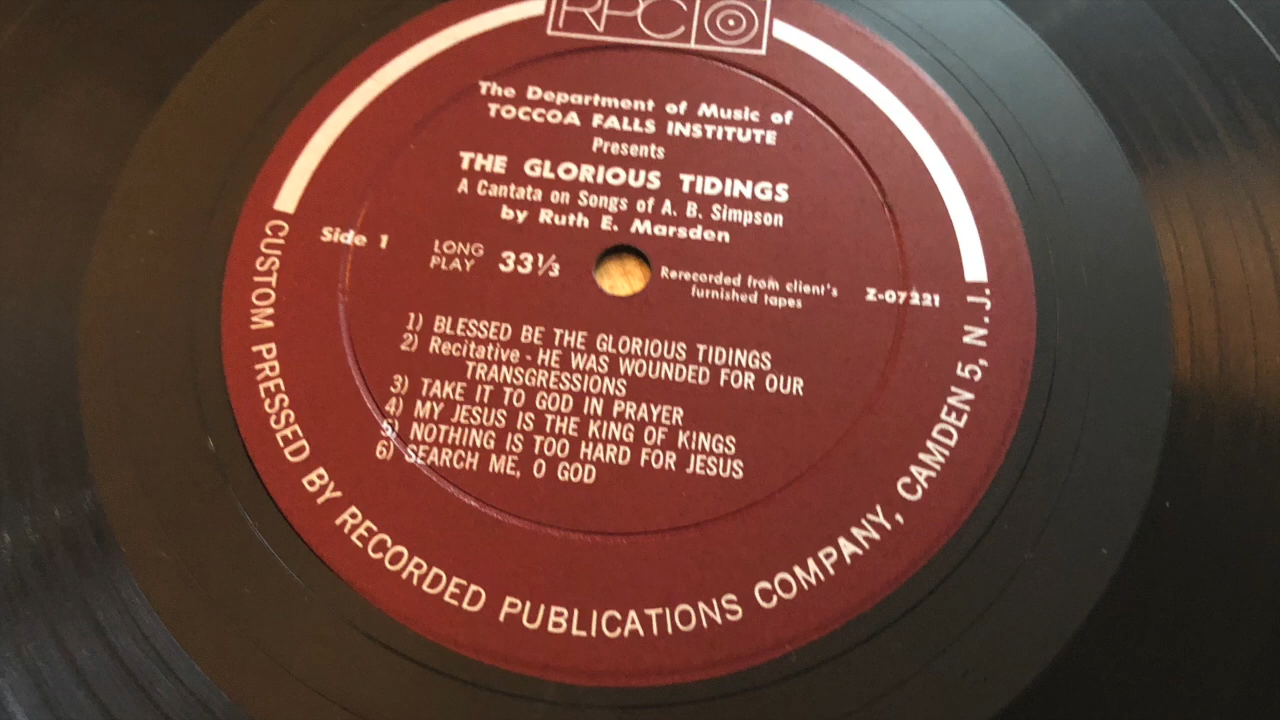 RPC
The Department of Music of
TOCCOA FALLS INSTITUTE
Presents
THE GLORIOUS TIDINGS
A Cantata on Songs of A. B. Simpson
by Ruth E. Marsden
Side 1
LONG
PLAY
33⅓
Rerecorded from client's
furnished tapes
Z-07221
1) BLESSED BE THE GLORIOUS TIDINGS
2) Recitative - HE WAS WOUNDED FOR OUR
TRANSGRESSIONS
3) TAKE IT TO GOD IN PRAYER
4) MY JESUS IS THE KING OF KINGS
5) NOTHING IS TOO HARD FOR JESUS
6) SEARCH ME, O GOD
CUSTOM PRESSED BY RECORDED PUBLICATIONS COMPANY, CAMDEN 5, N.J.